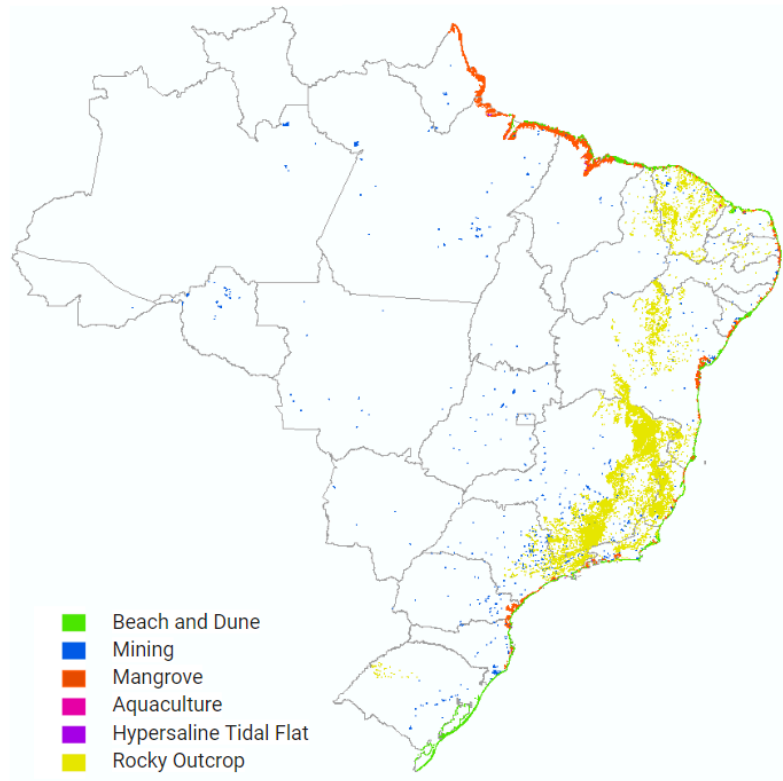 Beach and Dune
Mining
Mangrove
Aquaculture
Hypersaline Tidal Flat
Rocky Outcrop